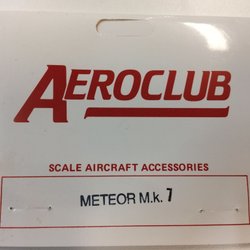 AEROCLUB
SCALE AIRCRAFT ACCESSORIES
METEOR M.k. 7